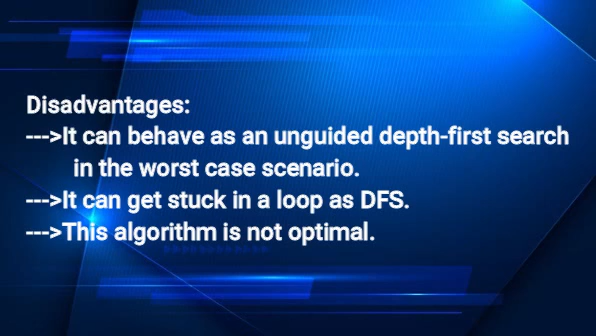 Disadvantages:
--->It can behave as an unguided depth-first search
in the worst case scenario.
--->It can get stuck in a loop as DFS.
--->This algorithm is not optimal.